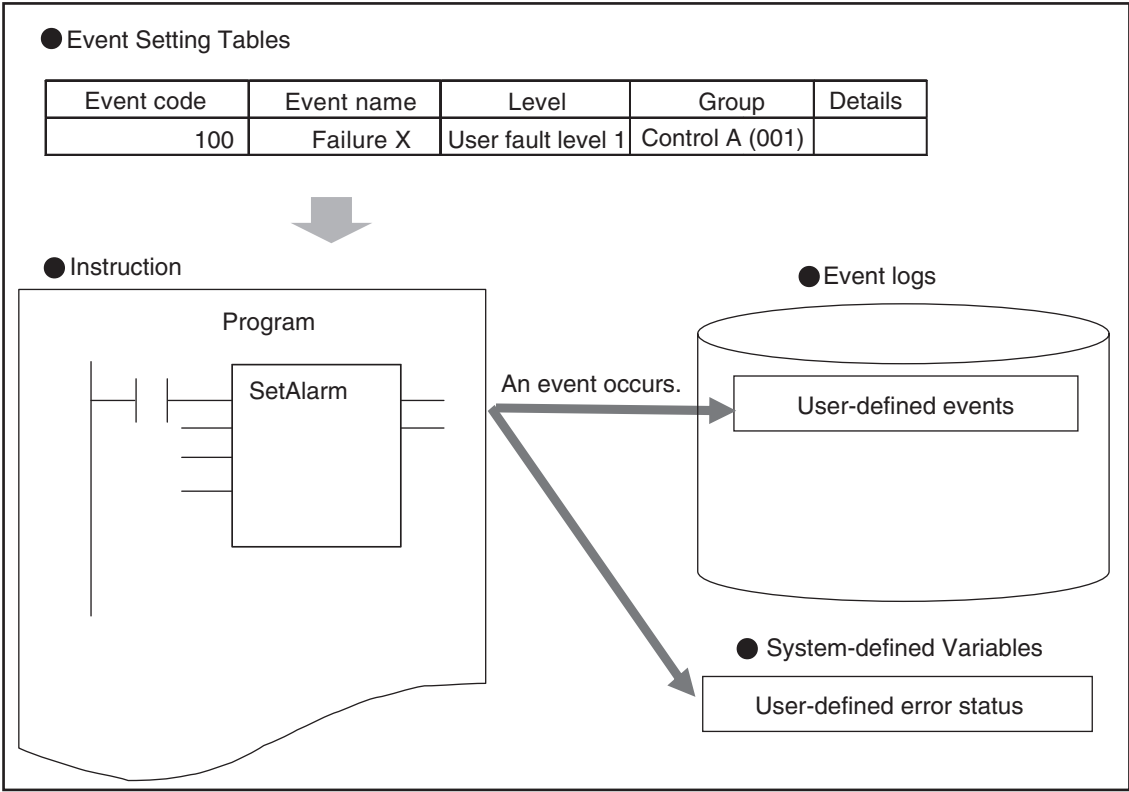 ● Event Setting Tables
Event code Event name Level Group Details
100 Failure X User fault level 1 Control A (001)
● Instruction
Program
SetAlarm
An event occurs.
● Event logs
User-defined events
● System-defined Variables
User-defined error status